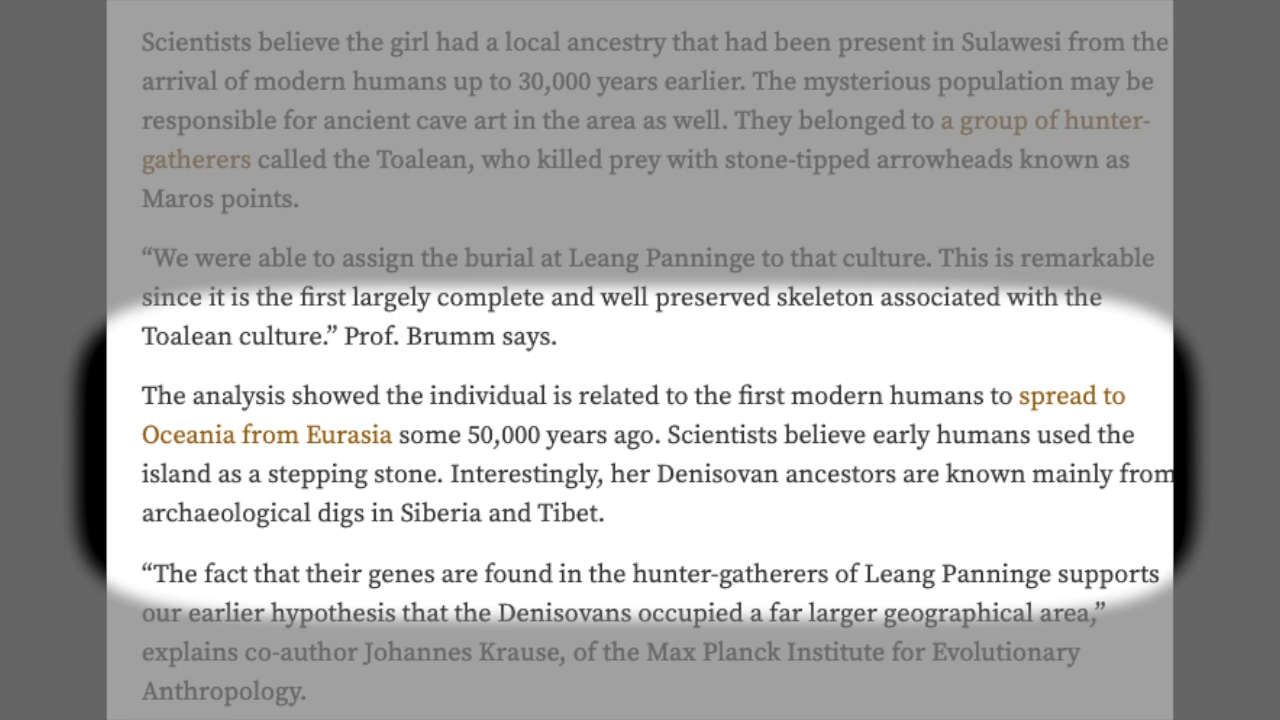 Scientists believe the girl had a local ancestry that had been present in Sulawesi from the
arrival of modern humans up to 30,000 years earlier. The mysterious population may be
responsible for ancient cave art in the area as well. They belonged to a group of hunter-
gatherers called the Toalean, who killed prey with stone-tipped arrowheads known as
Maros points.
“We were able to assign the burial at Leang Panninge to that culture. This is remarkable
since it is the first largely complete and well preserved skeleton associated with the
Toalean culture.” Prof. Brumm says.
The analysis showed the individual is related to the first modern humans to spread to
Oceania from Eurasia some 50,000 years ago. Scientists believe early humans used the
island as a stepping stone. Interestingly, her Denisovan ancestors are known mainly from
archaeological digs in Siberia and Tibet.
“The fact that their genes are found in the hunter-gatherers of Leang Panninge supports
our earlier hypothesis that the Denisovans occupied a far larger geographical area,”
explains co-author Johannes Krause, of the Max Planck Institute for Evolutionary
Anthropology.